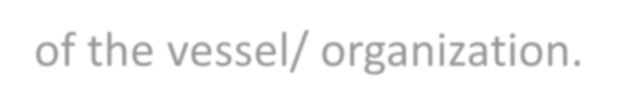 of the vessel/ organization.